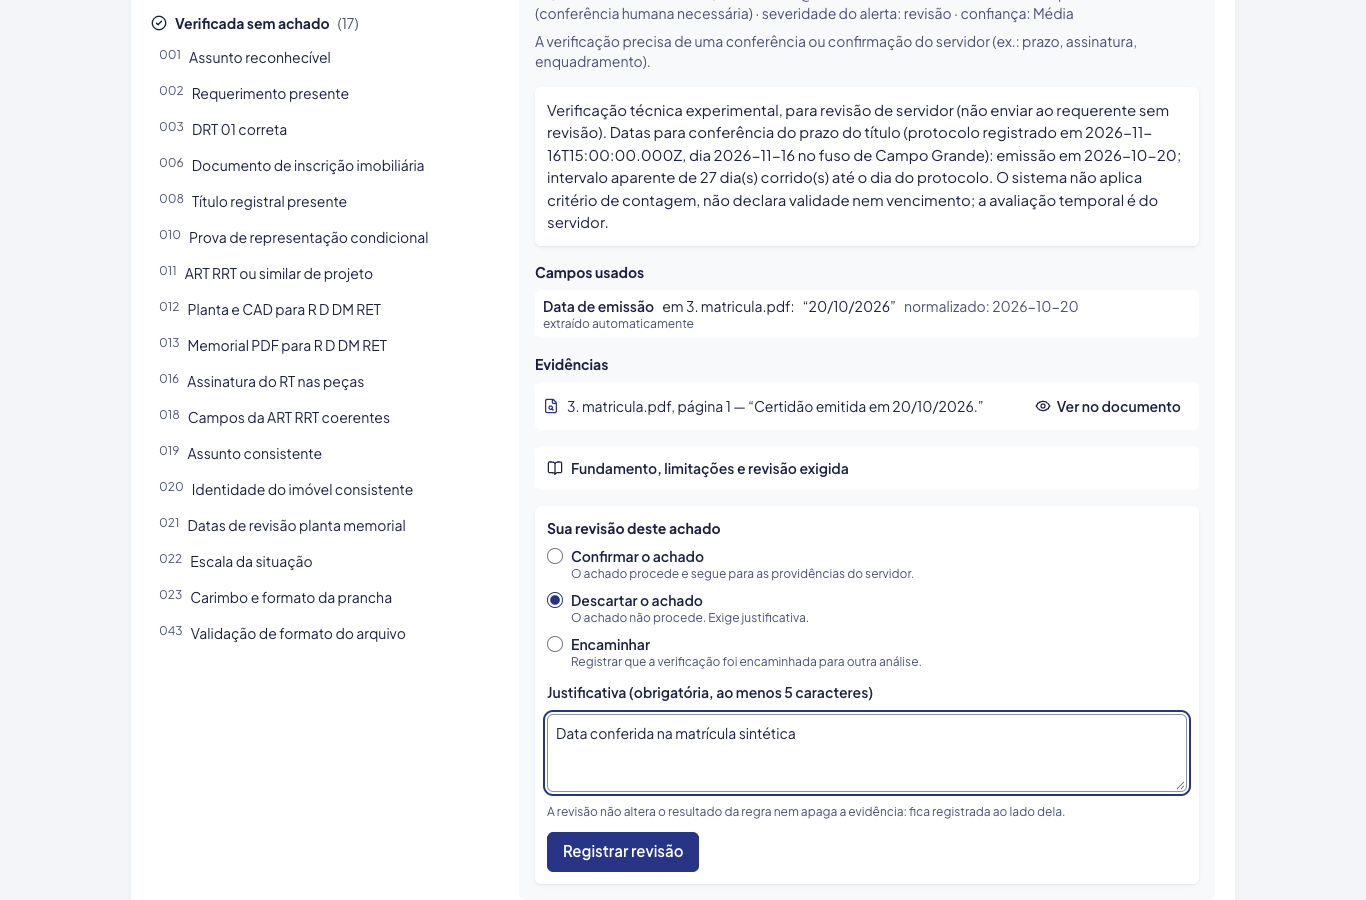 Verificada sem achado (17)
001 Assunto reconhecível
002 Requerimento presente
003 DRT 01 correta
006 Documento de inscrição imobiliária
008 Título registral presente
010 Prova de representação condicional
011 ART RRT ou similar de projeto
012 Planta e CAD para R D DM RET
013 Memorial PDF para R D DM RET
016 Assinatura do RT nas peças
018 Campos da ART RRT coerentes
019 Assunto consistente
020 Identidade do imóvel consistente
021 Datas de revisão planta memorial
022 Escala da situação
023 Carimbo e formato da prancha
043 Validação de formato do arquivo
(conferência humana necessária) · severidade do alerta: revisão · confiança: Média
A verificação precisa de uma conferência ou confirmação do servidor (ex.: prazo, assinatura,
enquadramento).
Verificação técnica experimental, para revisão de servidor (não enviar ao requerente sem
revisão). Datas para conferência do prazo do título (protocolo registrado em 2026-11-
16T15:00:00.000Z, dia 2026-11-16 no fuso de Campo Grande): emissão em 2026-10-20;
intervalo aparente de 27 dia(s) corrido(s) até o dia do protocolo. O sistema não aplica
critério de contagem, não declara validade nem vencimento; a avaliação temporal é do
servidor.
Campos usados
Data de emissão em 3. matricula.pdf: “20/10/2026” normalizado: 2026-10-20
extraído automaticamente
Evidências
3. matricula.pdf, página 1 — “Certidão emitida em 20/10/2026.” Ver no documento
Fundamento, limitações e revisão exigida
Sua revisão deste achado
Confirmar o achado
O achado procede e segue para as providências do servidor.
Descartar o achado
O achado não procede. Exige justificativa.
Encaminhar
Registrar que a verificação foi encaminhada para outra análise.
Justificativa (obrigatória, ao menos 5 caracteres)
Data conferida na matrícula sintética
A revisão não altera o resultado da regra nem apaga a evidência: fica registrada ao lado dela.
Registrar revisão